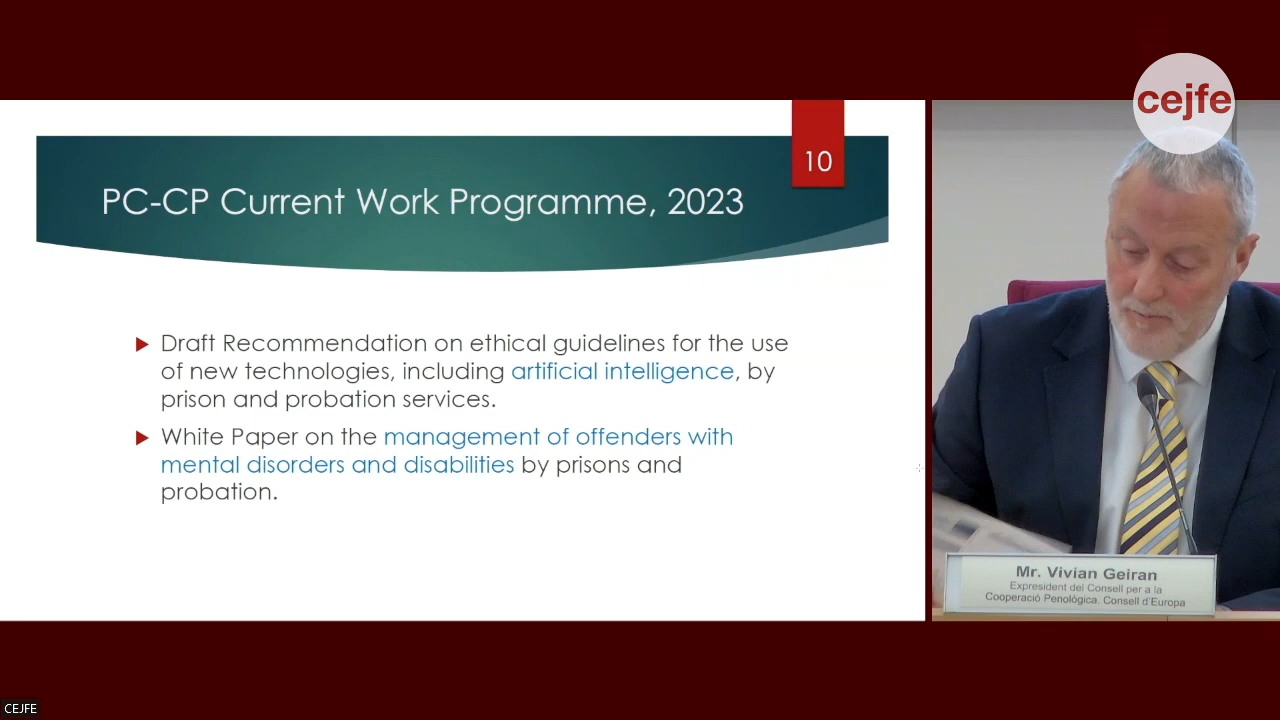 cejfe
10
PC-CP Current Work Programme, 2023
Draft Recommendation on ethical guidelines for the use
of new technologies, including artificial intelligence, by
prison and probation services.
White Paper on the management of offenders with
mental disorders and disabilities by prisons and
probation.
Mr. Vivian Geiran
Expresident del Consell per a la
Cooperació Penològica. Consell d'Europa
CEJFE